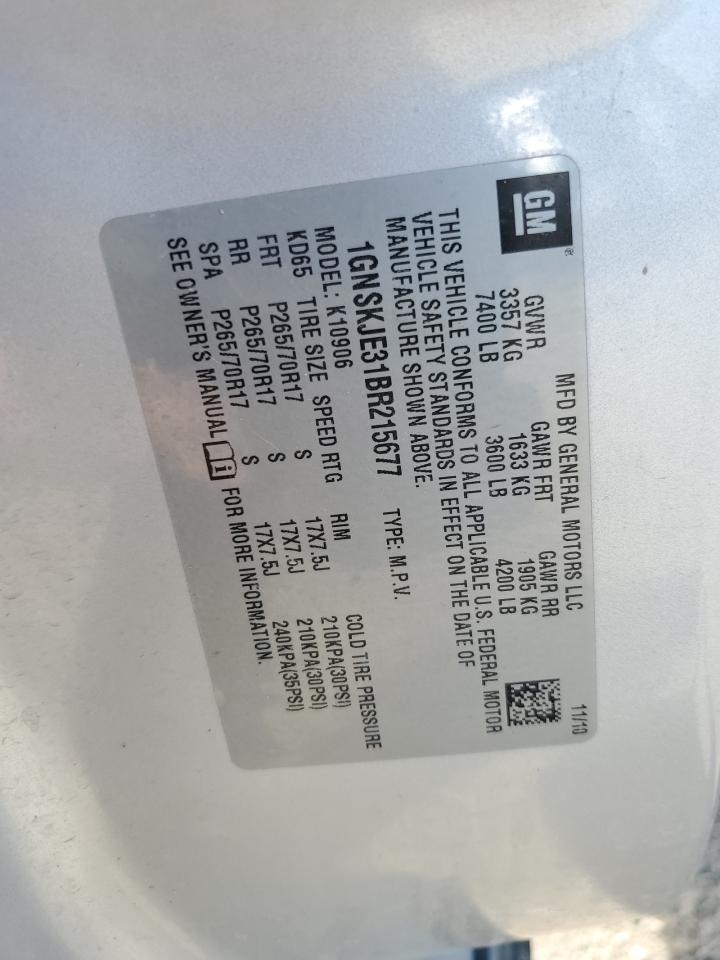 GM
®
MFD BY GENERAL MOTORS LLC
11/10
GVWR GAWR FRT GAWR RR
3357 KG 1633 KG 1905 KG
7400 LB 3600 LB 4200 LB
THIS VEHICLE CONFORMS TO ALL APPLICABLE U.S. FEDERAL MOTOR
VEHICLE SAFETY STANDARDS IN EFFECT ON THE DATE OF
MANUFACTURE SHOWN ABOVE.
1GNSKJE31BR215677 TYPE: M.P.V.
MODEL: K10906
KD65 TIRE SIZE SPEED RTG RIM COLD TIRE PRESSURE
FRT P265/70R17 S 17X7.5J 210KPA(30PSI)
RR P265/70R17 S 17X7.5J 210KPA(30PSI)
SPA P265/70R17 S 17X7.5J 240KPA(35PSI)
SEE OWNER'S MANUAL FOR MORE INFORMATION.